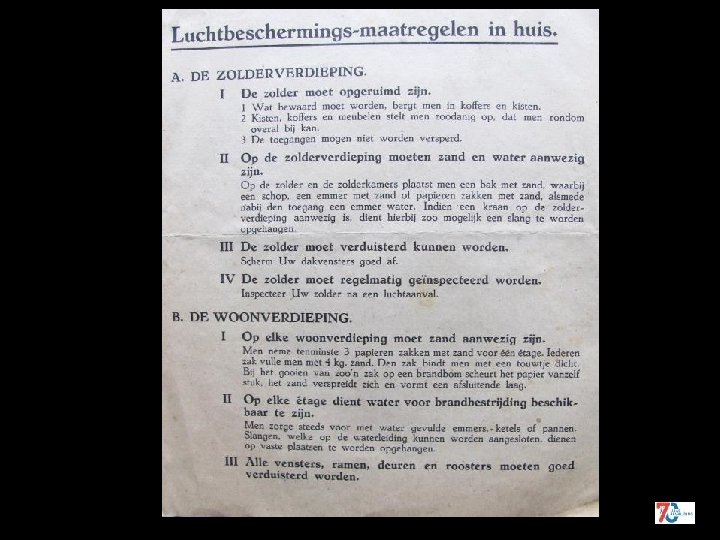 Luchtbeschermings-maatregelen in huis.
A. DE ZOLDERVERDIEPING.
I De zolder moet opgeruimd zijn.
1 Wat bewaard moet worden, bergt men in koffers en kisten.
2 Kisten, koffers en meubelen stelt men zoodanig op, dat men rondom
overal bij kan.
3 De toegangen mogen niet worden versperd.
II Op de zolderverdieping moeten zand en water aanwezig
zijn.
Op de zolder en de zolderkamers plaatst men een bak met zand, waarbij
een schop, een emmer met zand of papieren zakken met zand, alsmede
nabij den toegang een emmer water. Indien een kraan op de zolder-
verdieping aanwezig is, dient hierbij zoo mogelijk een slang te worden
opgehangen.
III De zolder moet verduisterd kunnen worden.
Scherm Uw dakvensters goed af.
IV De zolder moet regelmatig geïnspecteerd worden.
Inspecteer Uw zolder na een luchtaanval.
B. DE WOONVERDIEPING.
I Op elke woonverdieping moet zand aanwezig zijn.
Men neme tenminste 3 papieren zakken met zand voor één étage. Iederen
zak vulle men met 4 kg. zand. Den zak bindt men met een touwtje dicht.
Bij het gooien van zoo'n zak op een brandbom scheurt het papier vanzelf
stuk, het zand verspreidt zich en vormt een afsluitende laag.
II Op elke étage dient water voor brandbestrijding beschik-
baar te zijn.
Men zorge steeds voor met water gevulde emmers, ketels of pannen.
Slangen, welke op de waterleiding kunnen worden aangesloten, dienen
op vaste plaatsen te worden opgehangen.
III Alle vensters, ramen, deuren en roosters moeten goed
verduisterd worden.
70